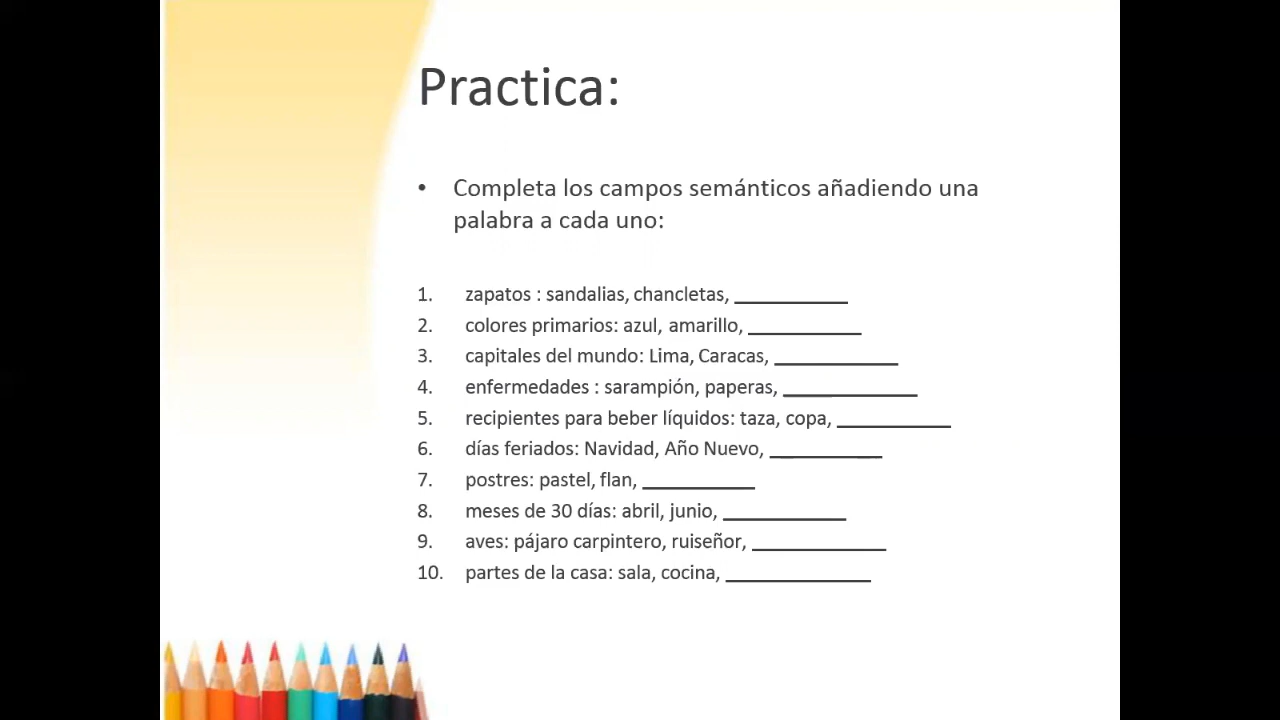 Practica:
• Completa los campos semánticos añadiendo una
palabra a cada uno:
1. zapatos : sandalias, chancletas, ___________
2. colores primarios: azul, amarillo, ___________
3. capitales del mundo: Lima, Caracas, ____________
4. enfermedades : sarampión, paperas, _____________
5. recipientes para beber líquidos: taza, copa, ___________
6. días feriados: Navidad, Año Nuevo, ___________
7. postres: pastel, flan, ___________
8. meses de 30 días: abril, junio, ____________
9. aves: pájaro carpintero, ruiseñor, _____________
10. partes de la casa: sala, cocina, ______________